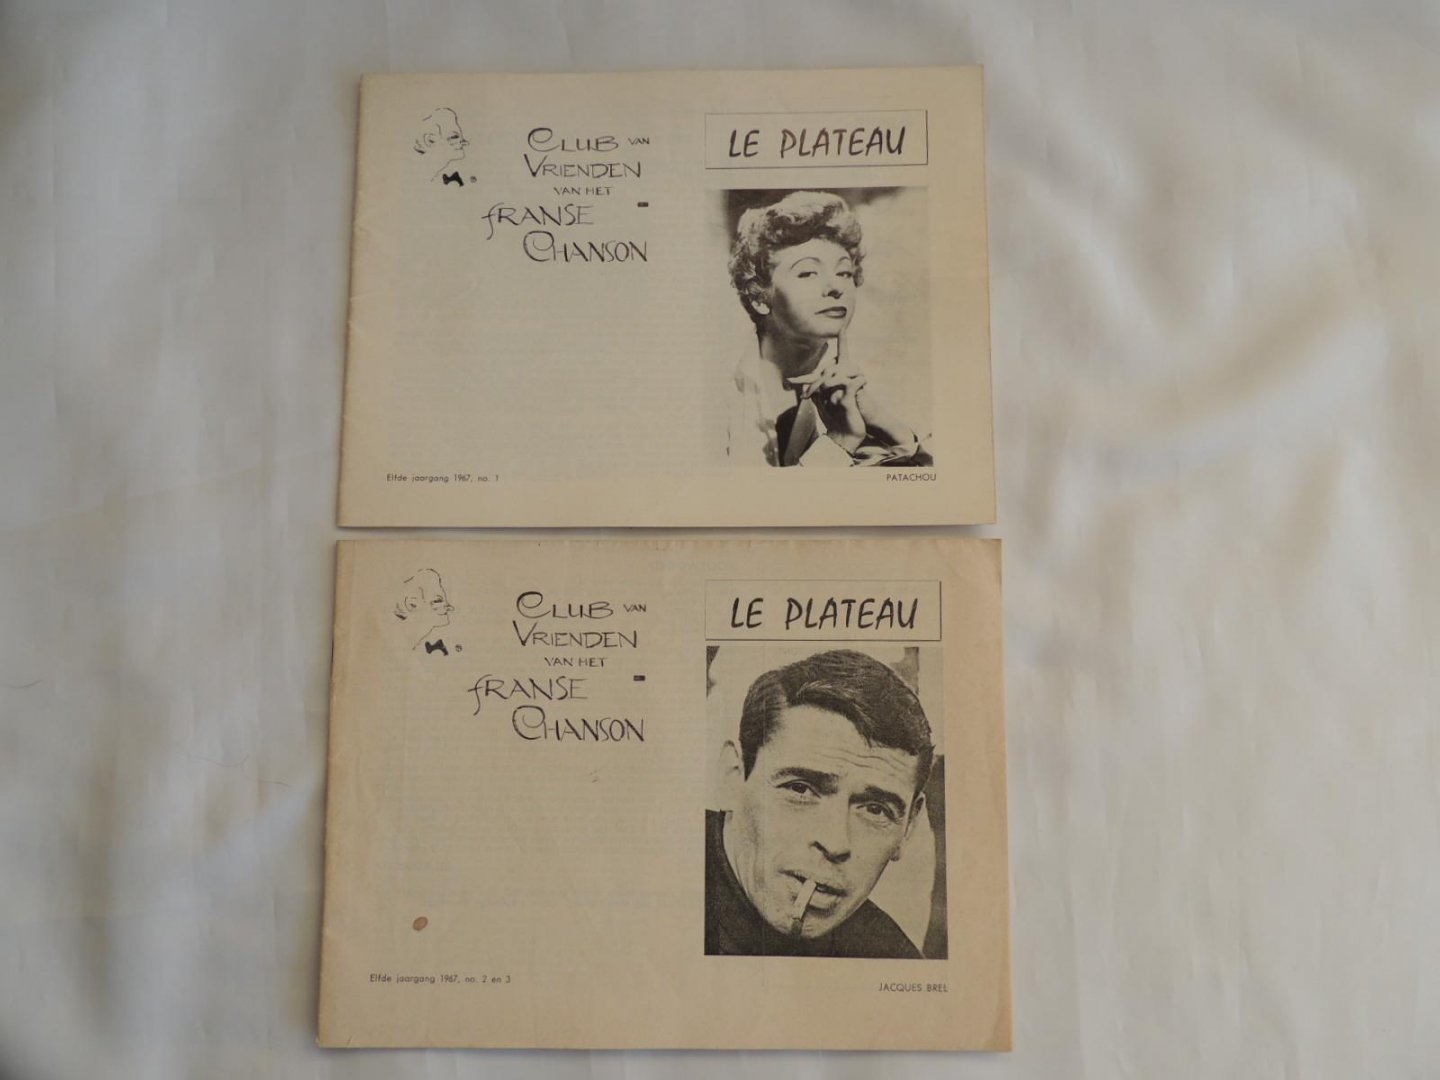 Club van
Vrienden
van het
franse -
Chanson
LE PLATEAU
Elfde jaargang 1967, no. 1
PATACHOU
Club van
Vrienden
van het
franse -
Chanson
LE PLATEAU
Elfde jaargang 1967, no. 2 en 3
JACQUES BREL